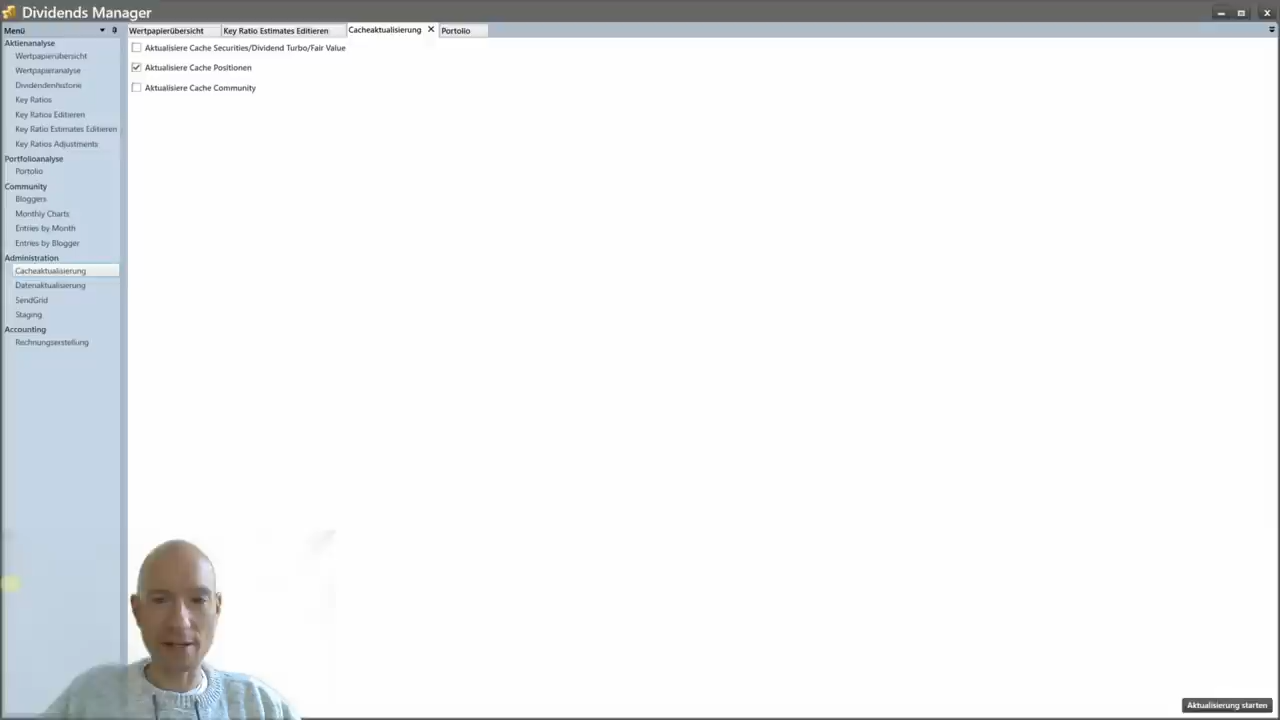 Dividends Manager
Menü
Wertpapierübersicht
Key Ratio Estimates Editieren
Cacheaktualisierung
Portolio
Aktienanalyse
Wertpapierübersicht
Wertpapieranalyse
Dividendenhistorie
Key Ratios
Key Ratios Editieren
Key Ratio Estimates Editieren
Key Ratios Adjustments
Portfolioanalyse
Portolio
Community
Bloggers
Monthly Charts
Entries by Month
Entries by Blogger
Administration
Cacheaktualisierung
Datenaktualisierung
SendGrid
Staging
Accounting
Rechnungserstellung
Aktualisiere Cache Securities/Dividend Turbo/Fair Value
Aktualisiere Cache Positionen
Aktualisiere Cache Community
Aktualisierung starten